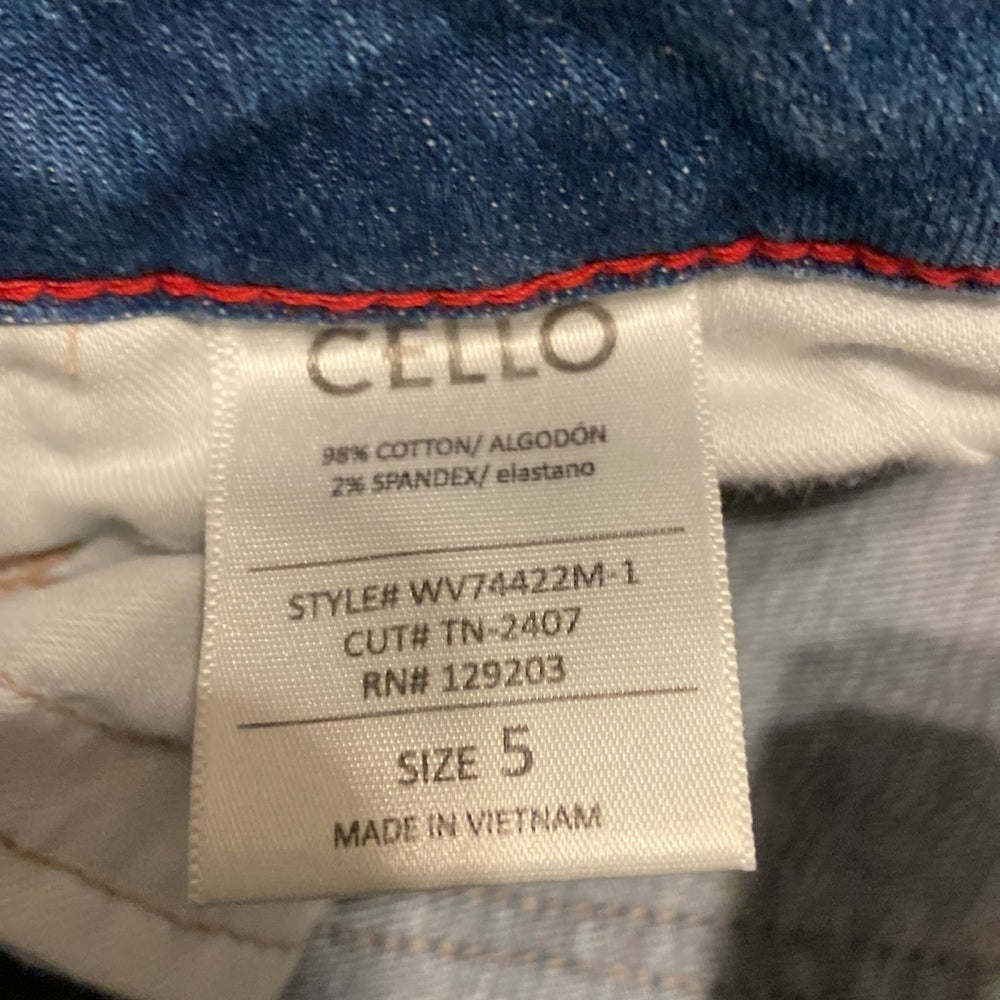 CELLO
98% COTTON/ ALGODÓN
2% SPANDEX/ elastano
STYLE# WV74422M-1
CUT# TN-2407
RN# 129203
SIZE 5
MADE IN VIETNAM